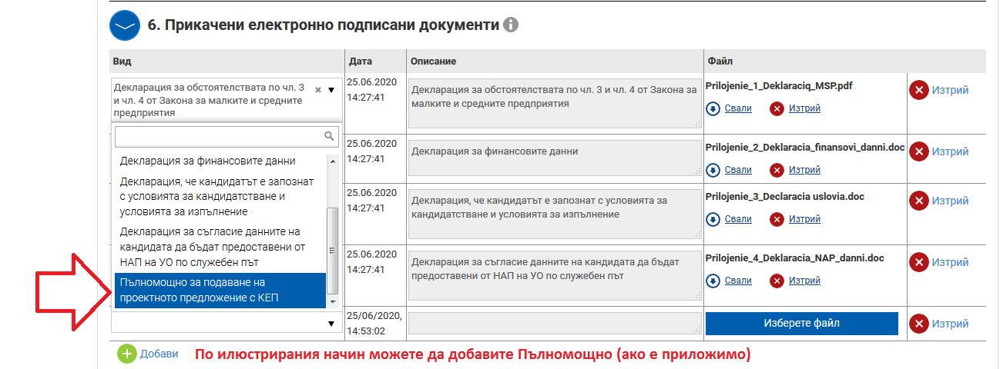 6. Прикачени електронно подписани документи
Вид Дата Описание Файл
Декларация за обстоятелствата по чл. 3
и чл. 4 от Закона за малките и средните
предприятия
25.06.2020
14:27:41
Декларация за обстоятелствата по чл. 3 и чл. 4 от Закона за
малките и средните предприятия
Prilojenie_1_Deklaraciq_MSP.pdf
Свали Изтрий
Изтрий
Декларация за финансовите данни
Декларация, че кандидатът е запознат
с условията за кандидатстване и
условията за изпълнение
Декларация за съгласие данните на
кандидата да бъдат предоставени от
НАП на УО по служебен път
Пълномощно за подаване на
проектното предложение с КЕП
25.06.2020
14:27:41
Декларация за финансовите данни
Prilojenie_2_Deklaracia_finansovi_danni.doc
Свали Изтрий
Изтрий
25.06.2020
14:27:41
Декларация, че кандидатът е запознат с условията за
кандидатстване и условията за изпълнение
Prilojenie_3_Declaracia uslovia.doc
Свали Изтрий
Изтрий
25.06.2020
14:27:41
Декларация за съгласие данните на кандидата да бъдат
предоставени от НАП на УО по служебен път
Prilojenie_4_Deklaracia_NAP_danni.doc
Свали Изтрий
Изтрий
25/06/2020,
14:53:02
Изберете файл
Изтрий
Добави
По илюстрирания начин можете да добавите Пълномощно (ако е приложимо)